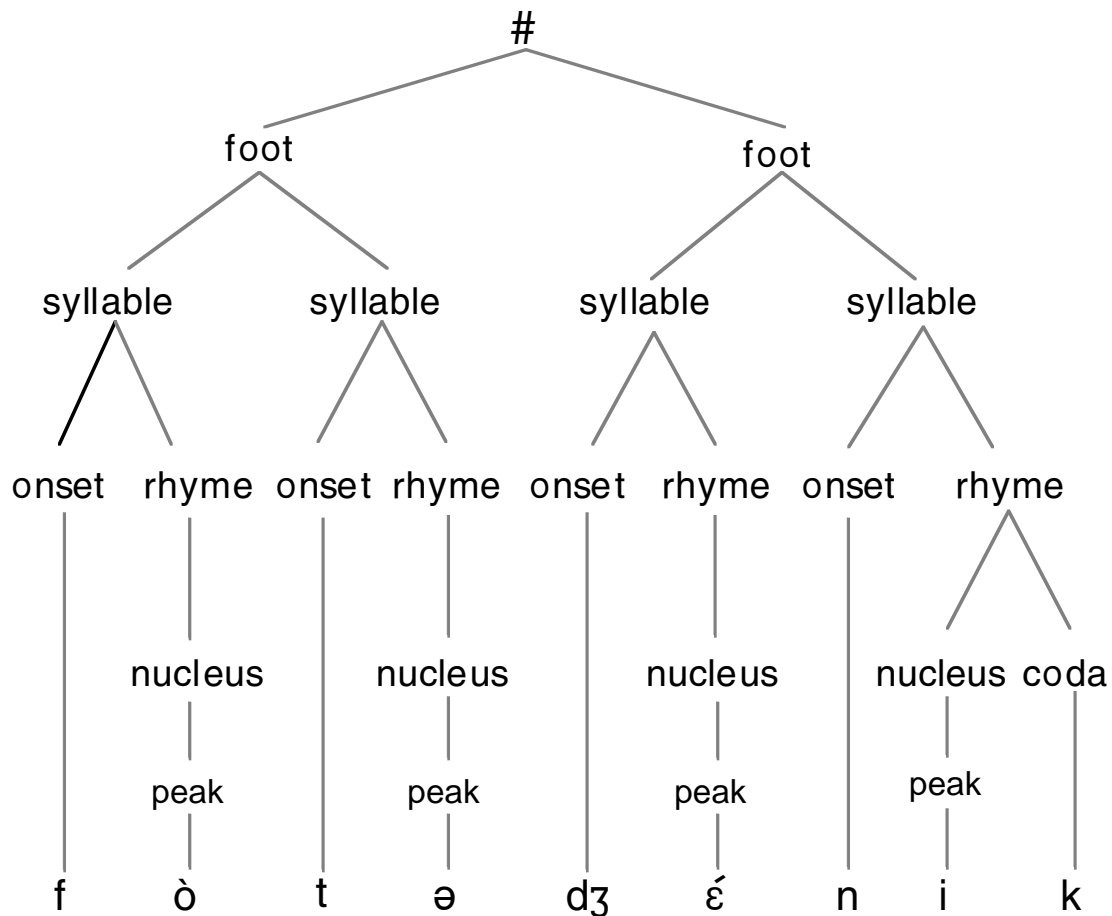 #
foot foot
syllable syllable syllable syllable
onset rhyme onset rhyme onset rhyme onset rhyme
nucleus nucleus nucleus nucleus coda
peak peak peak peak
f ò t ə dʒ ɛ́ n i k